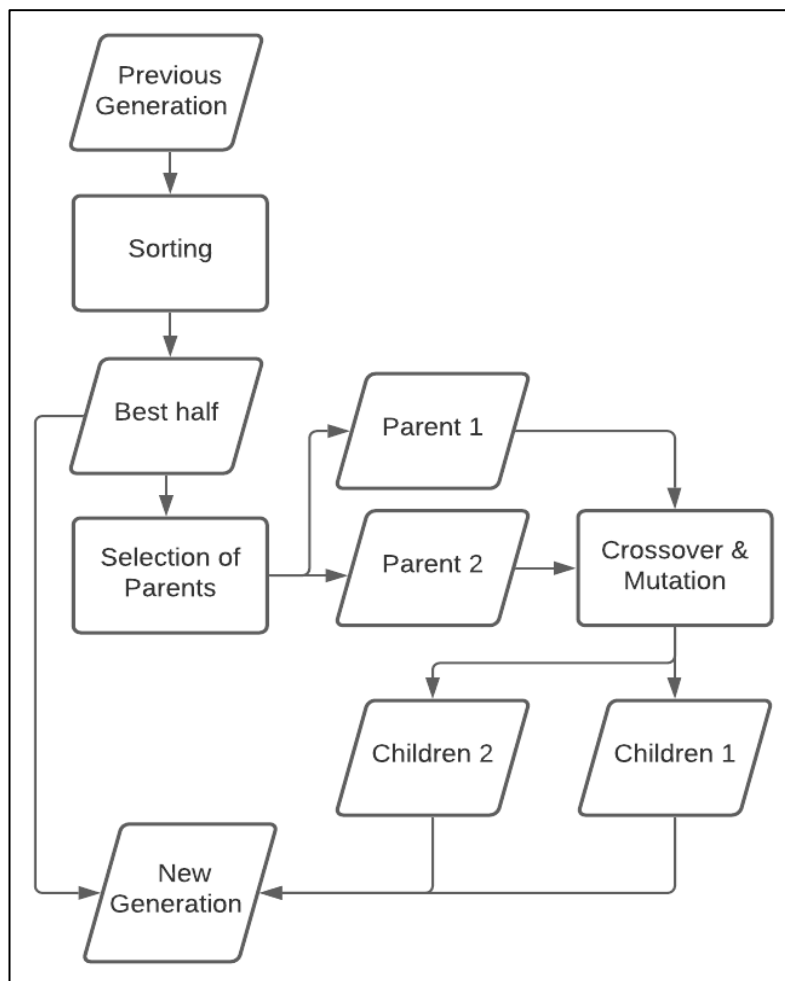 Previous
Generation
Sorting
Best half
Parent 1
Selection of
Parents
Parent 2
Crossover &
Mutation
Children 2
Children 1
New
Generation